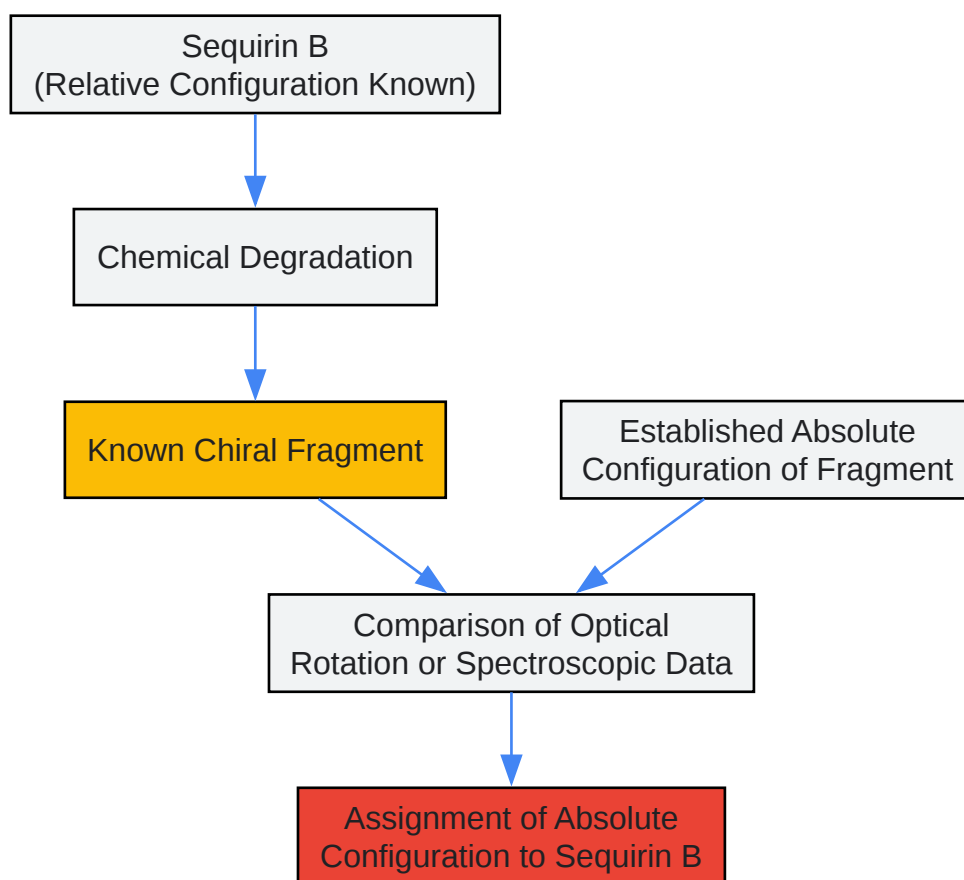 Sequirin B
(Relative Configuration Known)
Chemical Degradation
Known Chiral Fragment
Established Absolute
Configuration of Fragment
Comparison of Optical
Rotation or Spectroscopic Data
Assignment of Absolute
Configuration to Sequirin B